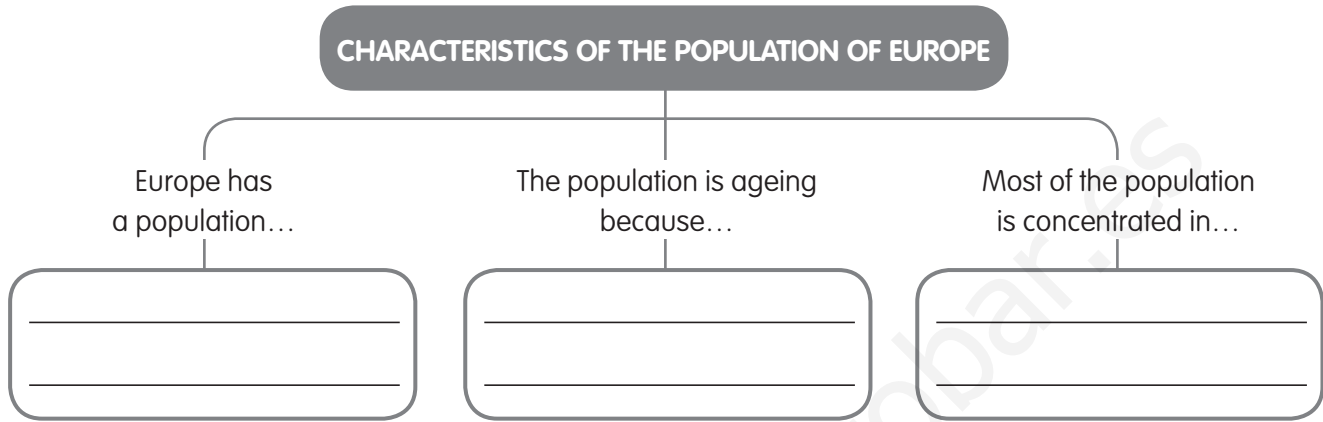 CHARACTERISTICS OF THE POPULATION OF EUROPE
Europe has
a population…
The population is ageing
because…
Most of the population
is concentrated in…